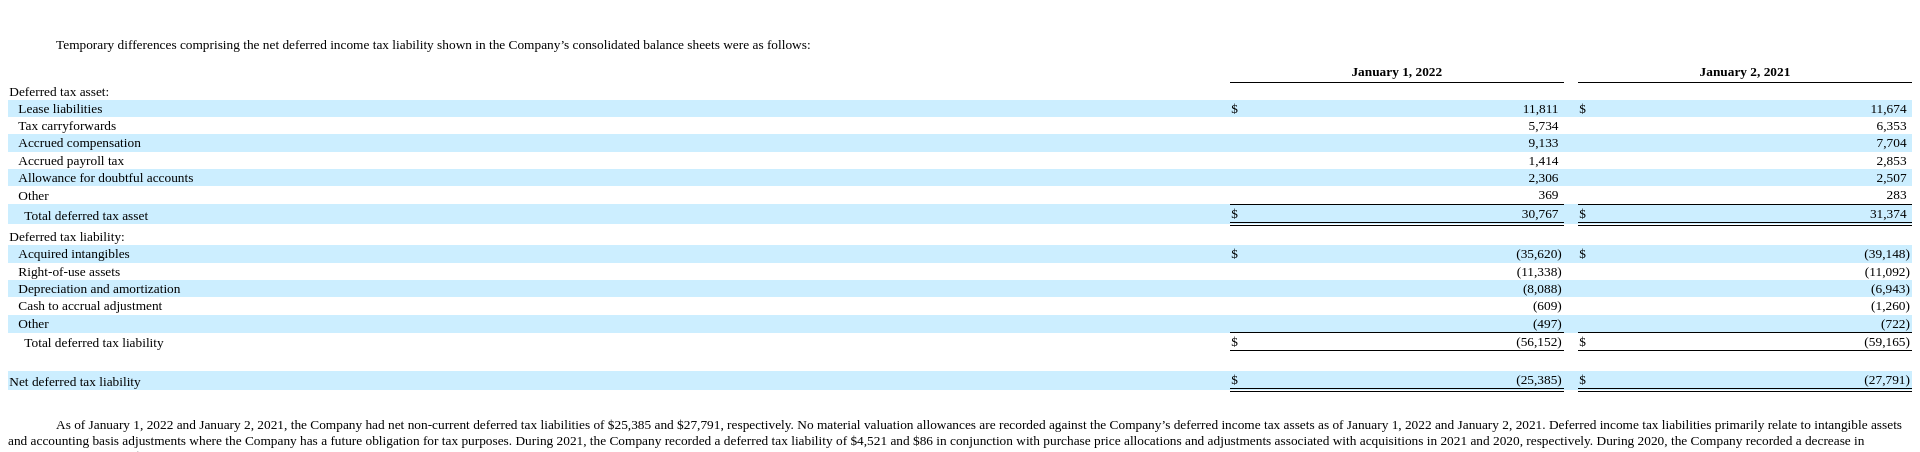 Temporary differences comprising the net deferred income tax liability shown in the Company’s consolidated balance sheets were as follows:
January 1, 2022 January 2, 2021
Deferred tax asset:
Lease liabilities $ 11,811 $ 11,674
Tax carryforwards 5,734 6,353
Accrued compensation 9,133 7,704
Accrued payroll tax 1,414 2,853
Allowance for doubtful accounts 2,306 2,507
Other 369 283
Total deferred tax asset $ 30,767 $ 31,374
Deferred tax liability:
Acquired intangibles $ (35,620) $ (39,148)
Right-of-use assets (11,338) (11,092)
Depreciation and amortization (8,088) (6,943)
Cash to accrual adjustment (609) (1,260)
Other (497) (722)
Total deferred tax liability $ (56,152) $ (59,165)
Net deferred tax liability $ (25,385) $ (27,791)
As of January 1, 2022 and January 2, 2021, the Company had net non-current deferred tax liabilities of $25,385 and $27,791, respectively. No material valuation allowances are recorded against the Company’s deferred income tax assets as of January 1, 2022 and January 2, 2021. Deferred income tax liabilities primarily relate to intangible assets
and accounting basis adjustments where the Company has a future obligation for tax purposes. During 2021, the Company recorded a deferred tax liability of $4,521 and $86 in conjunction with purchase price allocations and adjustments associated with acquisitions in 2021 and 2020, respectively. During 2020, the Company recorded a decrease in